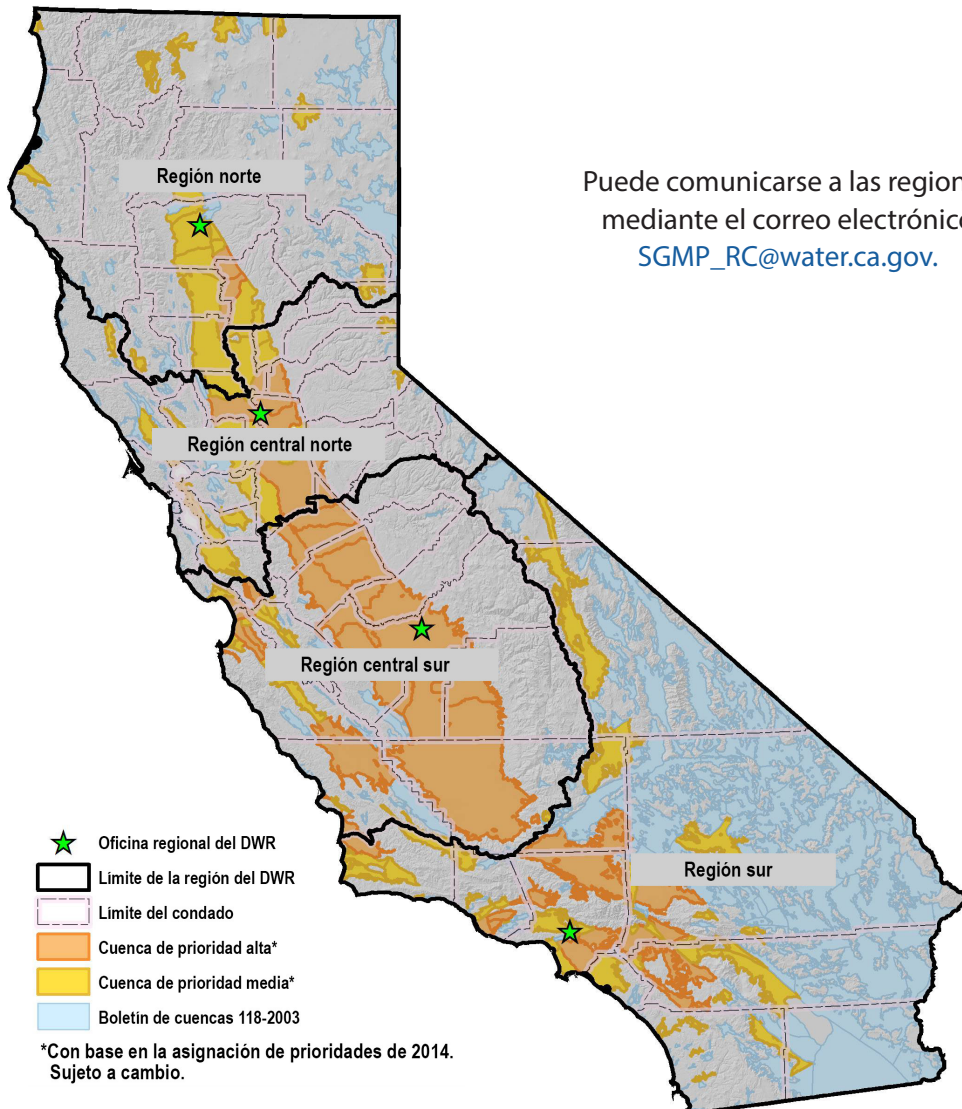 Puede comunicarse a las region
mediante el correo electrónic
SGMP_RC@water.ca.gov.
Región norte
Región central norte
Región central sur
Región sur
Oficina regional del DWR
Límite de la región del DWR
Límite del condado
Cuenca de prioridad alta*
Cuenca de prioridad media*
Boletín de cuencas 118-2003
*Con base en la asignación de prioridades de 2014.
Sujeto a cambio.